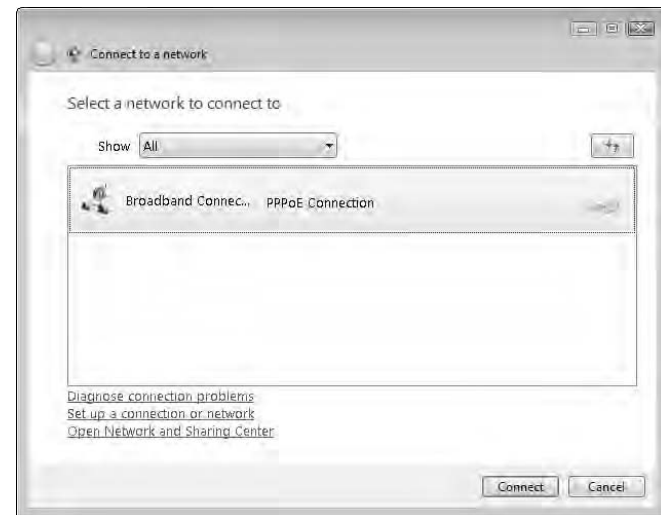 Connect to a network
Select a network to connect to
Show All
Broadband Connec... PPPoE Connection
Diagnose connection problems
Set up a connection or network
Open Network and Sharing Center
Connect Cancel